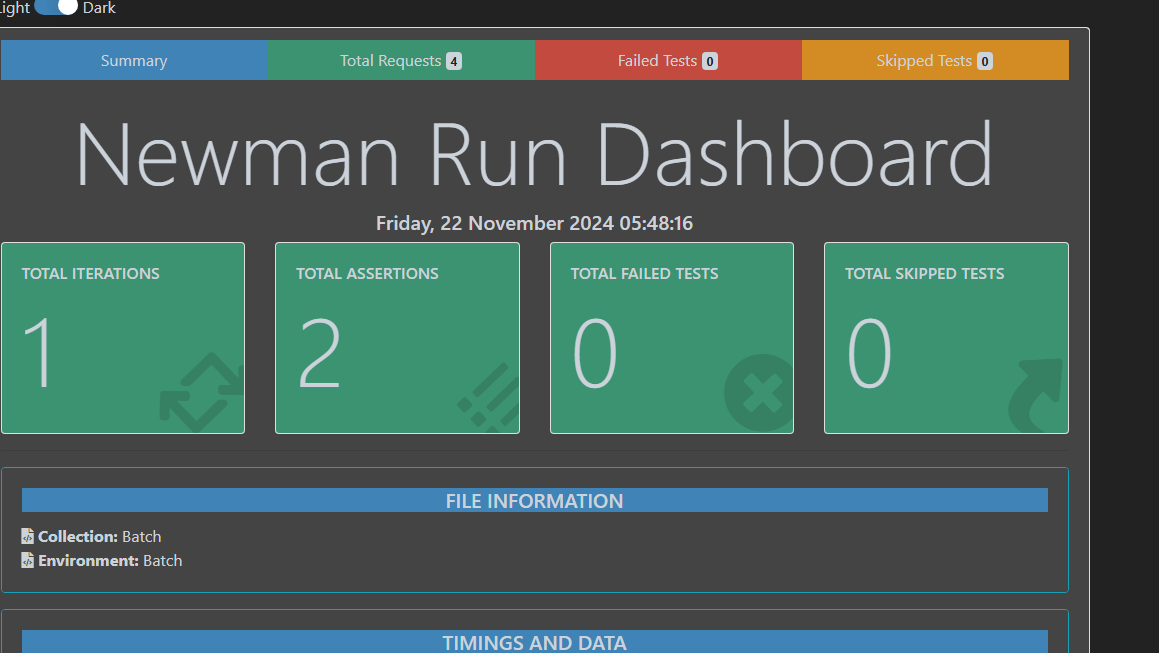 Light Dark
Summary Total Requests 4 Failed Tests 0 Skipped Tests 0
Newman Run Dashboard
Friday, 22 November 2024 05:48:16
TOTAL ITERATIONS TOTAL ASSERTIONS TOTAL FAILED TESTS TOTAL SKIPPED TESTS
1 2 0 0
FILE INFORMATION
Collection: Batch
Environment: Batch
TIMINGS AND DATA